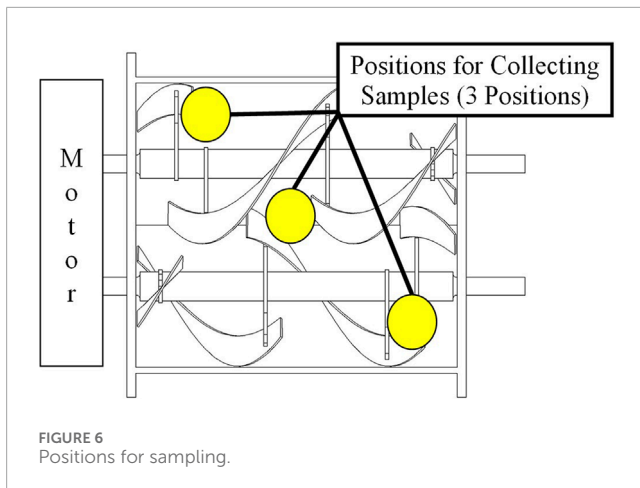 Positions for Collecting
Samples (3 Positions)
M
o
t
o
r
FIGURE 6
Positions for sampling.